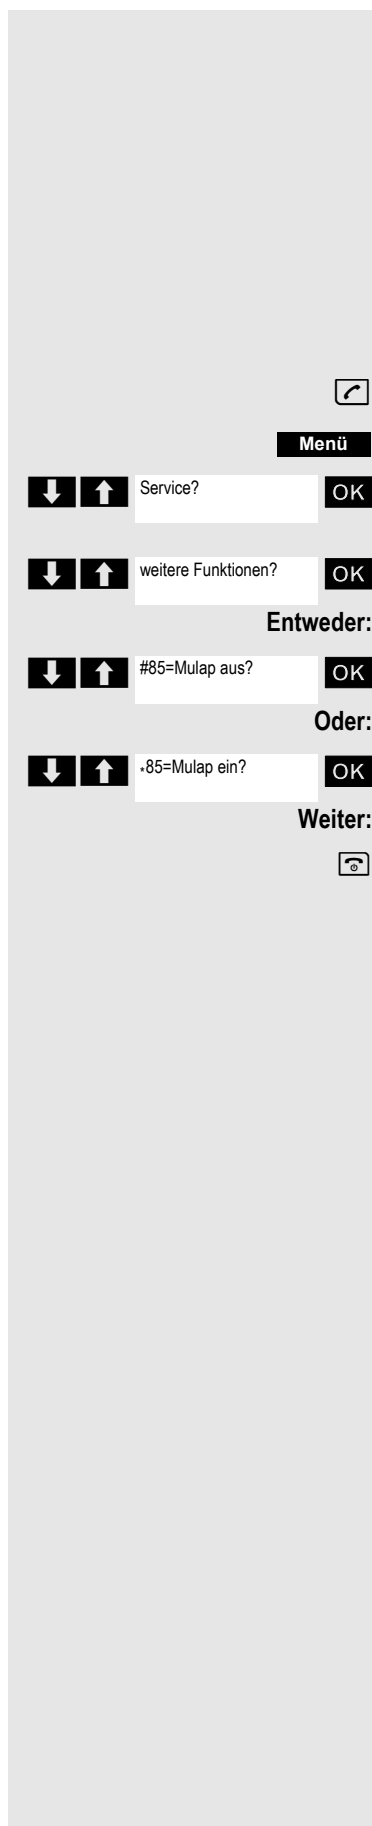 Menü
Service? OK
weitere Funktionen? OK
Entweder:
#85=Mulap aus? OK
Oder:
*85=Mulap ein? OK
Weiter: